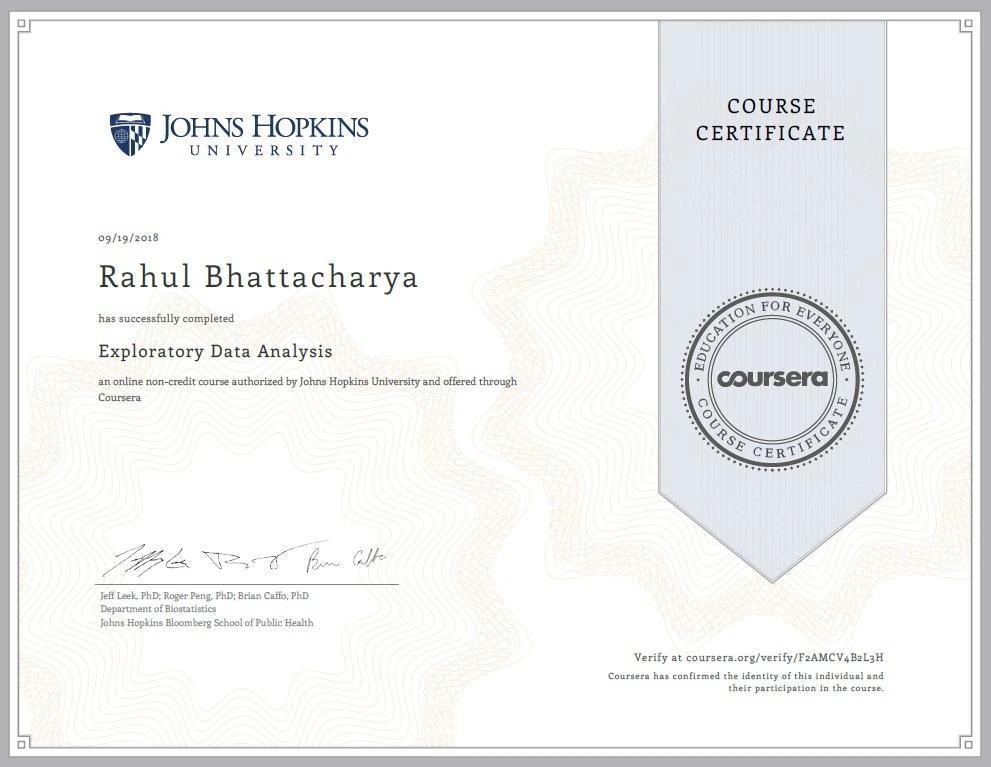 JOHNS HOPKINS
UNIVERSITY
COURSE
CERTIFICATE
09/19/2018
Rahul Bhattacharya
has successfully completed
Exploratory Data Analysis
an online non-credit course authorized by Johns Hopkins University and offered through
Coursera
EDUCATION FOR EVERYONE
coursera
COURSE CERTIFICATE
Jeff Leek, PhD; Roger Peng, PhD; Brian Caffo, PhD
Department of Biostatistics
Johns Hopkins Bloomberg School of Public Health
Verify at coursera.org/verify/F2AMCV4B2L3H
Coursera has confirmed the identity of this individual and
their participation in the course.